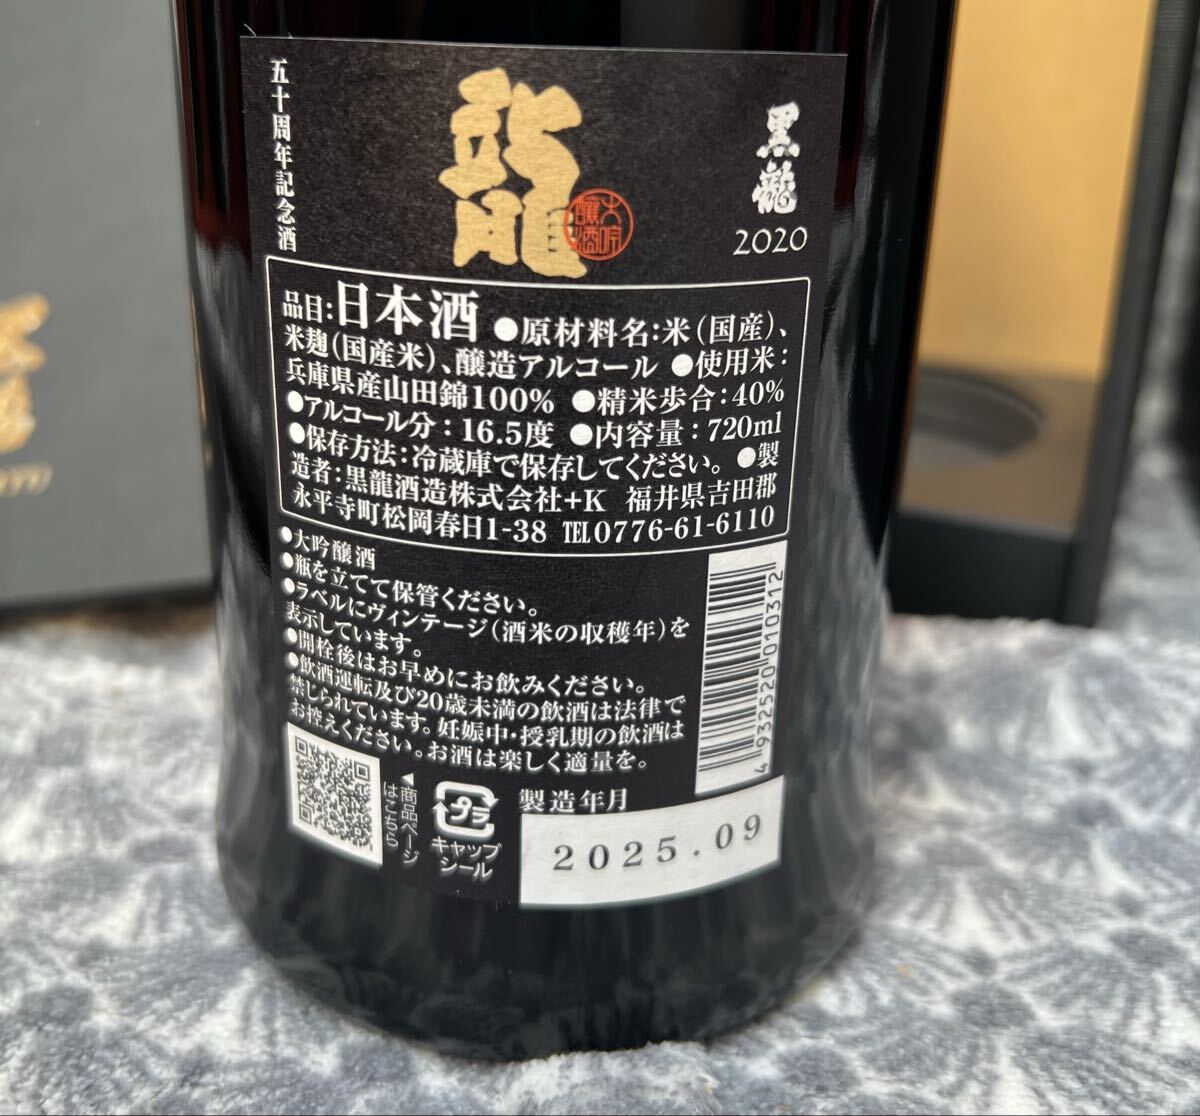 五十周年記念酒
龍
大吟醸酒
黒龍
2020
品目:日本酒 ●原材料名:米(国産)、
米麹(国産米)、醸造アルコール ●使用米:
兵庫県産山田錦100% ●精米歩合:40%
●アルコール分:16.5度 ●内容量:720ml
●保存方法:冷蔵庫で保存してください。●製
造者:黒龍酒造株式会社+K 福井県吉田郡
永平寺町松岡春日1-38 TEL0776-61-6110
●大吟醸酒
●瓶を立てて保管ください。
●ラベルにヴィンテージ(酒米の収穫年)を
表示しています。
●開栓後はお早めにお飲みください。
●飲酒運転及び20歳未満の飲酒は法律で
禁じられています。妊娠中・授乳期の飲酒は
お控えください。お酒は楽しく適量を。
4932520010312
▲商品ページ
はこちら
プラ
キャップ
シール
製造年月
2025.09